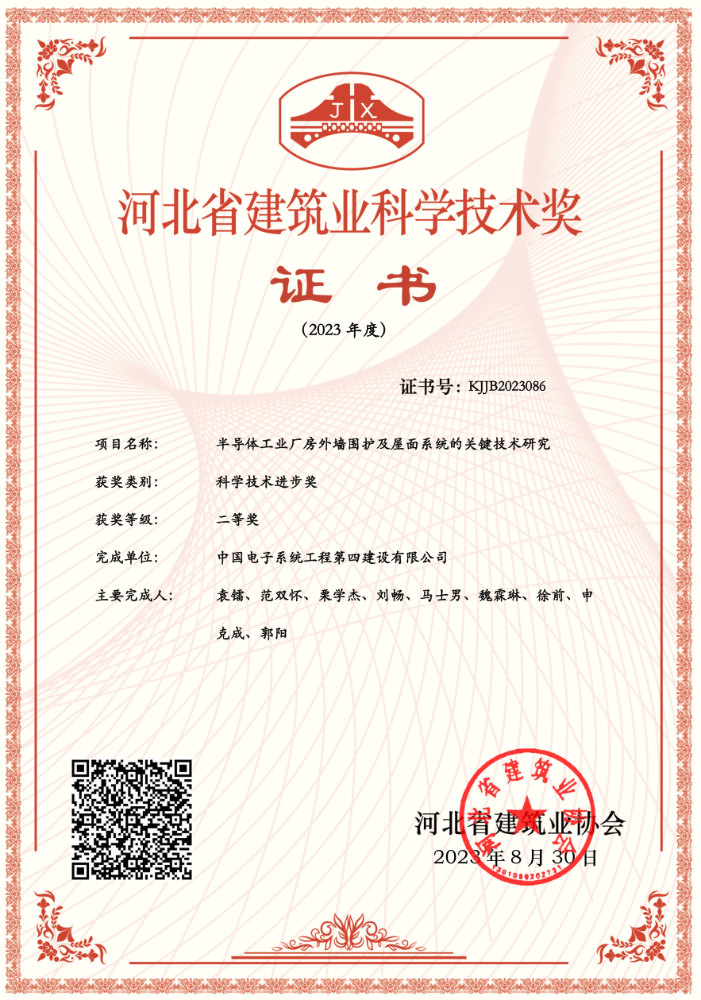 JX
河北省建筑业科学技术奖
证 书
（2023 年度）
证书号：KJJB2023086
项目名称： 半导体工业厂房外墙围护及屋面系统的关键技术研究
获奖类别： 科学技术进步奖
获奖等级： 二等奖
完成单位： 中国电子系统工程第四建设有限公司
主要完成人： 袁镭、范双怀、栗学杰、刘畅、马士男、魏霖琳、徐前、申
克成、郭阳
河北省建筑业协会
河北省建筑业协会
2023 年 8 月 30 日